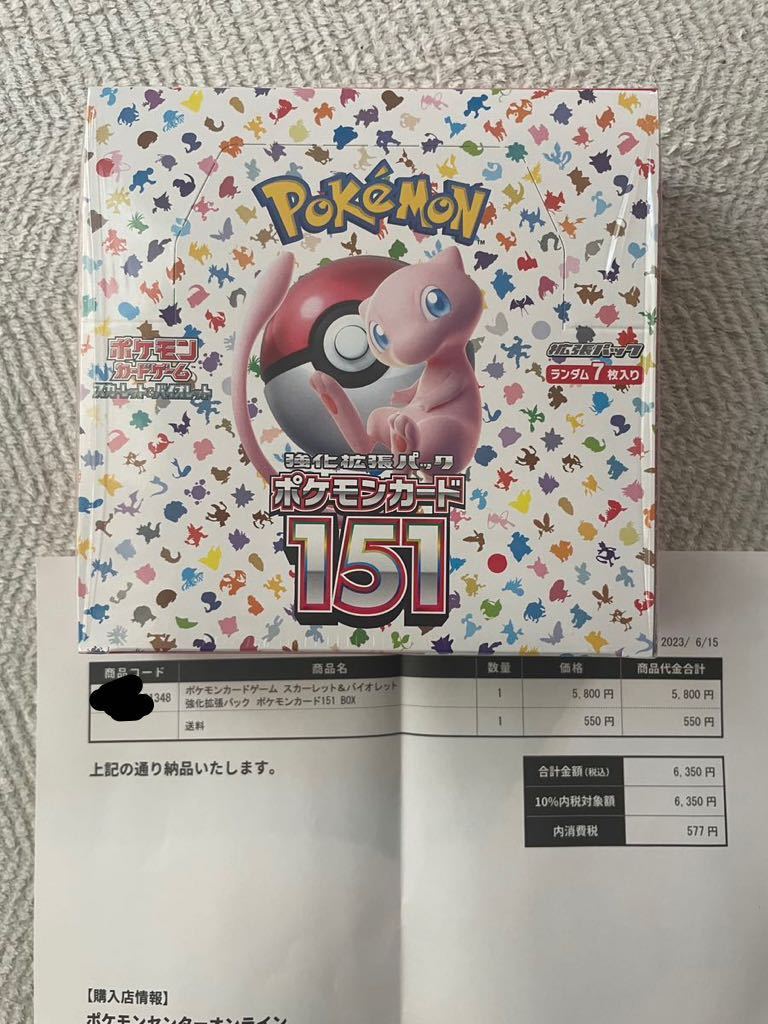 POKÉMON
TM
ポケモン
カードゲーム
スカーレット&バイオレット
拡張パック
ランダム7枚入り
強化拡張パック
ポケモンカード
151
2023/ 6/15
商品コード 商品名 数量 価格 商品代金合計
1348 ポケモンカードゲーム スカーレット&バイオレット 1 5,800 円 5,800 円
強化拡張パック ポケモンカード151 BOX
送料 1 550 円 550 円
上記の通り納品いたします。
合計金額(税込) 6,350 円
10%内税対象額 6,350 円
内消費税 577 円
【購入店情報】
ポケモンセンターオンライン